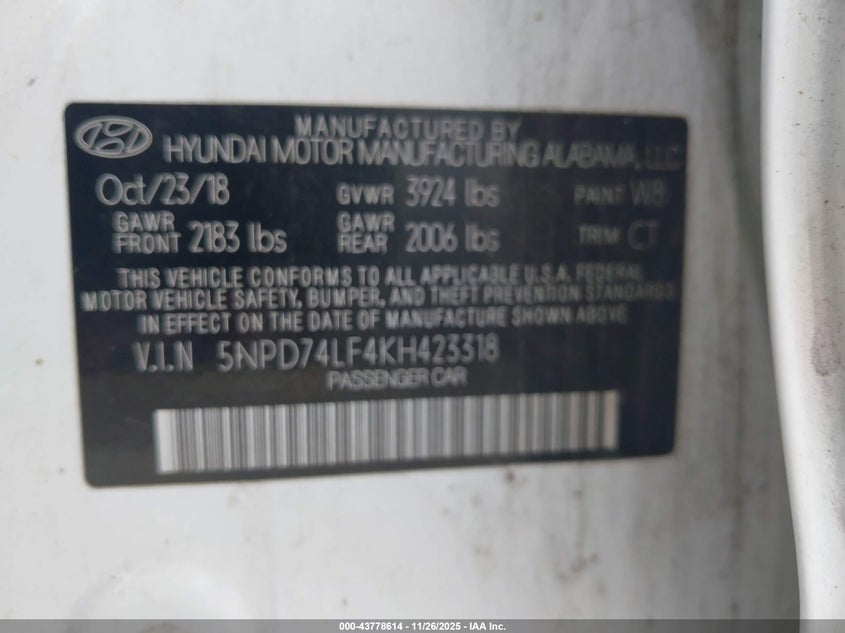 MANUFACTURED BY
HYUNDAI MOTOR MANUFACTURING ALABAMA, LLC
Oct/23/18 GVWR 3924 lbs PAINT W8
GAWR FRONT 2183 lbs GAWR REAR 2006 lbs TRIM CT
THIS VEHICLE CONFORMS TO ALL APPLICABLE U.S.A. FEDERAL
MOTOR VEHICLE SAFETY, BUMPER, AND THEFT PREVENTION STANDARDS
IN EFFECT ON THE DATE OF MANUFACTURE SHOWN ABOVE.
V.I.N 5NPD74LF4KH423318
PASSENGER CAR
000-43778614 - 11/26/2025 - IAA Inc.